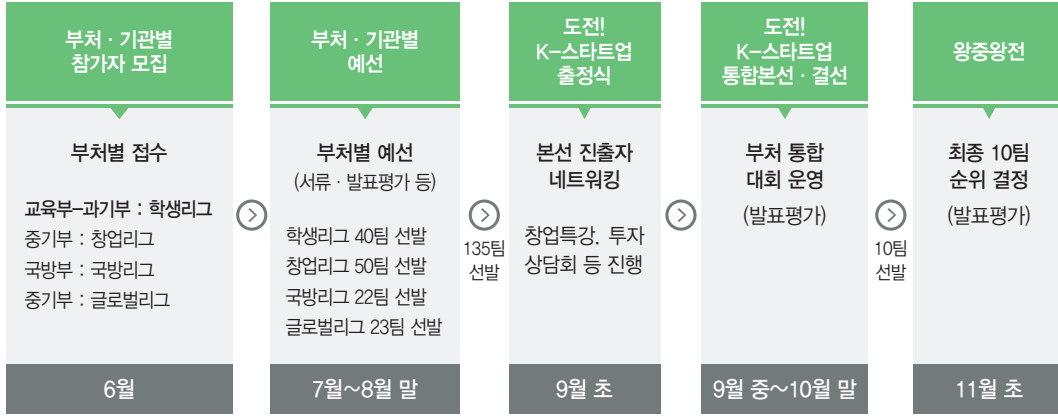 부처 · 기관별
참가자 모집
부처별 접수
교육부-과기부 : 학생리그
중기부 : 창업리그
국방부 : 국방리그
중기부 : 글로벌리그
6월
부처 · 기관별
예선
부처별 예선
(서류 · 발표평가 등)
학생리그 40팀 선발
창업리그 50팀 선발
국방리그 22팀 선발
글로벌리그 23팀 선발
7월~8월 말
135팀
선발
도전!
K-스타트업
출정식
본선 진출자
네트워킹
창업특강. 투자
상담회 등 진행
9월 초
도전!
K-스타트업
통합본선 · 결선
부처 통합
대회 운영
(발표평가)
9월 중~10월 말
10팀
선발
왕중왕전
최종 10팀
순위 결정
(발표평가)
11월 초